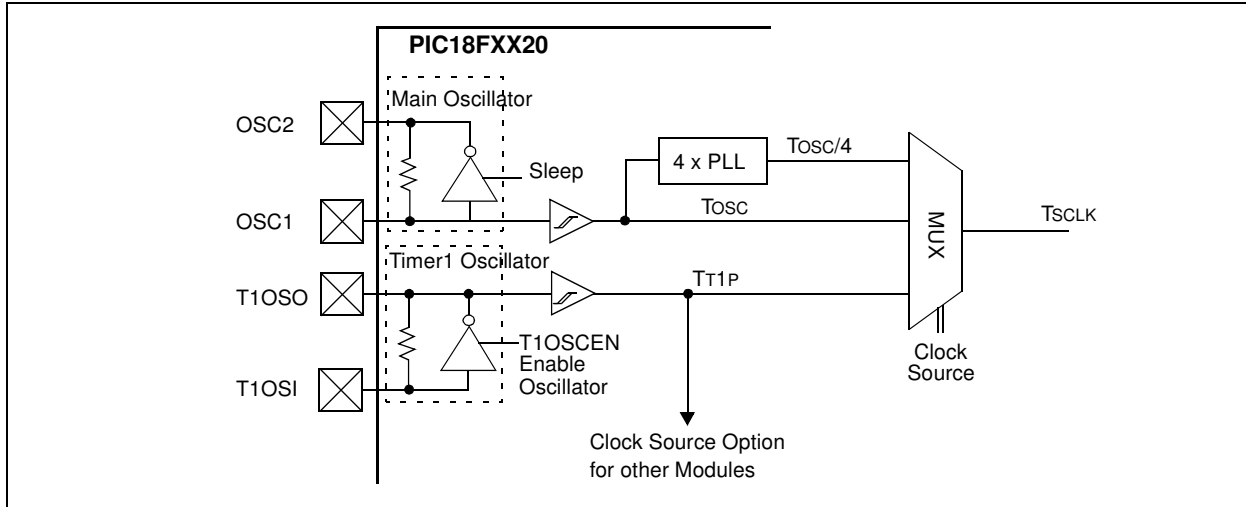 PIC18FXX20
Main Oscillator
OSC2
Sleep
4 x PLL
TOSC/4
OSC1
TOSC
MUX
TSCLK
Timer1 Oscillator
T1OSO
TT1P
T1OSCEN
Enable
Oscillator
T1OSI
Clock
Source
Clock Source Option
for other Modules